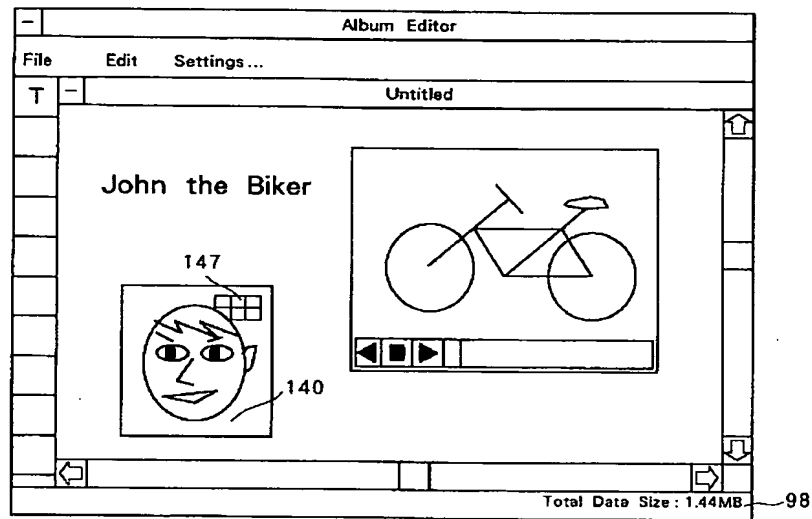 Album Editor
File Edit Settings...
T Untitled
John the Biker
147
140
Total Data Size : 1.44MB 98